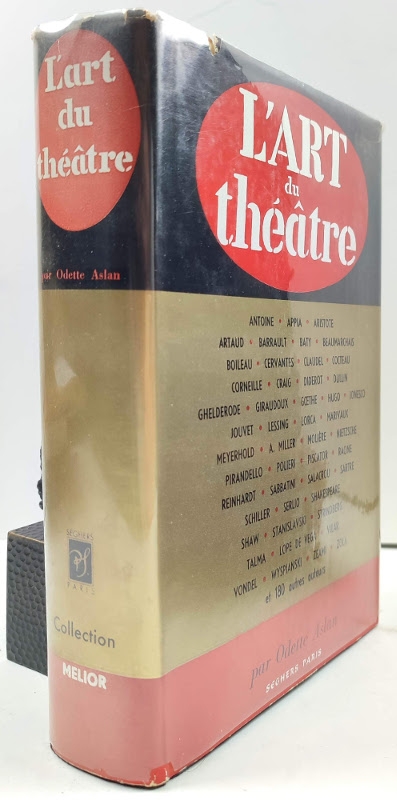 L'art
du
théâtre
par Odette Aslan
SEGHERS
PARIS
Collection
MELIOR
L'ART
du
théâtre
ANTOINE • APPIA • ARISTOTE
ARTAUD • BARRAULT • BATY • BEAUMARCHAIS
BOILEAU • CERVANTES • CLAUDEL • COCTEAU
CORNEILLE • CRAIG • DIDEROT • DULLIN
GHELDERODE • GIRAUDOUX • GŒTHE • HUGO • IONESCO
JOUVET • LESSING • LORCA • MARIVAUX
MEYERHOLD • A. MILLER • MOLIÈRE • NIETZSCHE
PIRANDELLO • POLIERI • PISCATOR • RACINE
REINHARDT • SABBATINI • SALACROU • SARTRE
SCHILLER • SERLIO • SHAKESPEARE
SHAW • STANISLAVSKI • STRINDBERG
TALMA • LOPE DE VEGA • VILAR
VONDEL • WYSPIANSKI • ZEAMI • ZOLA
et 180 autres auteurs
par Odette Aslan
SEGHERS PARIS